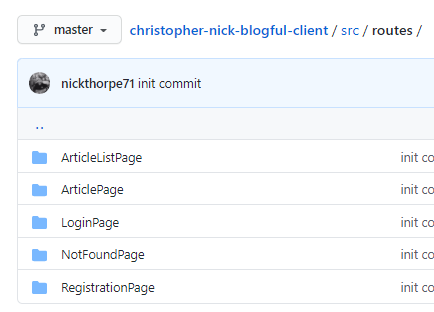 master christopher-nick-blogful-client / src / routes /
nickthorpe71 init commit
..
ArticleListPage init co
ArticlePage init co
LoginPage init co
NotFoundPage init co
RegistrationPage init co